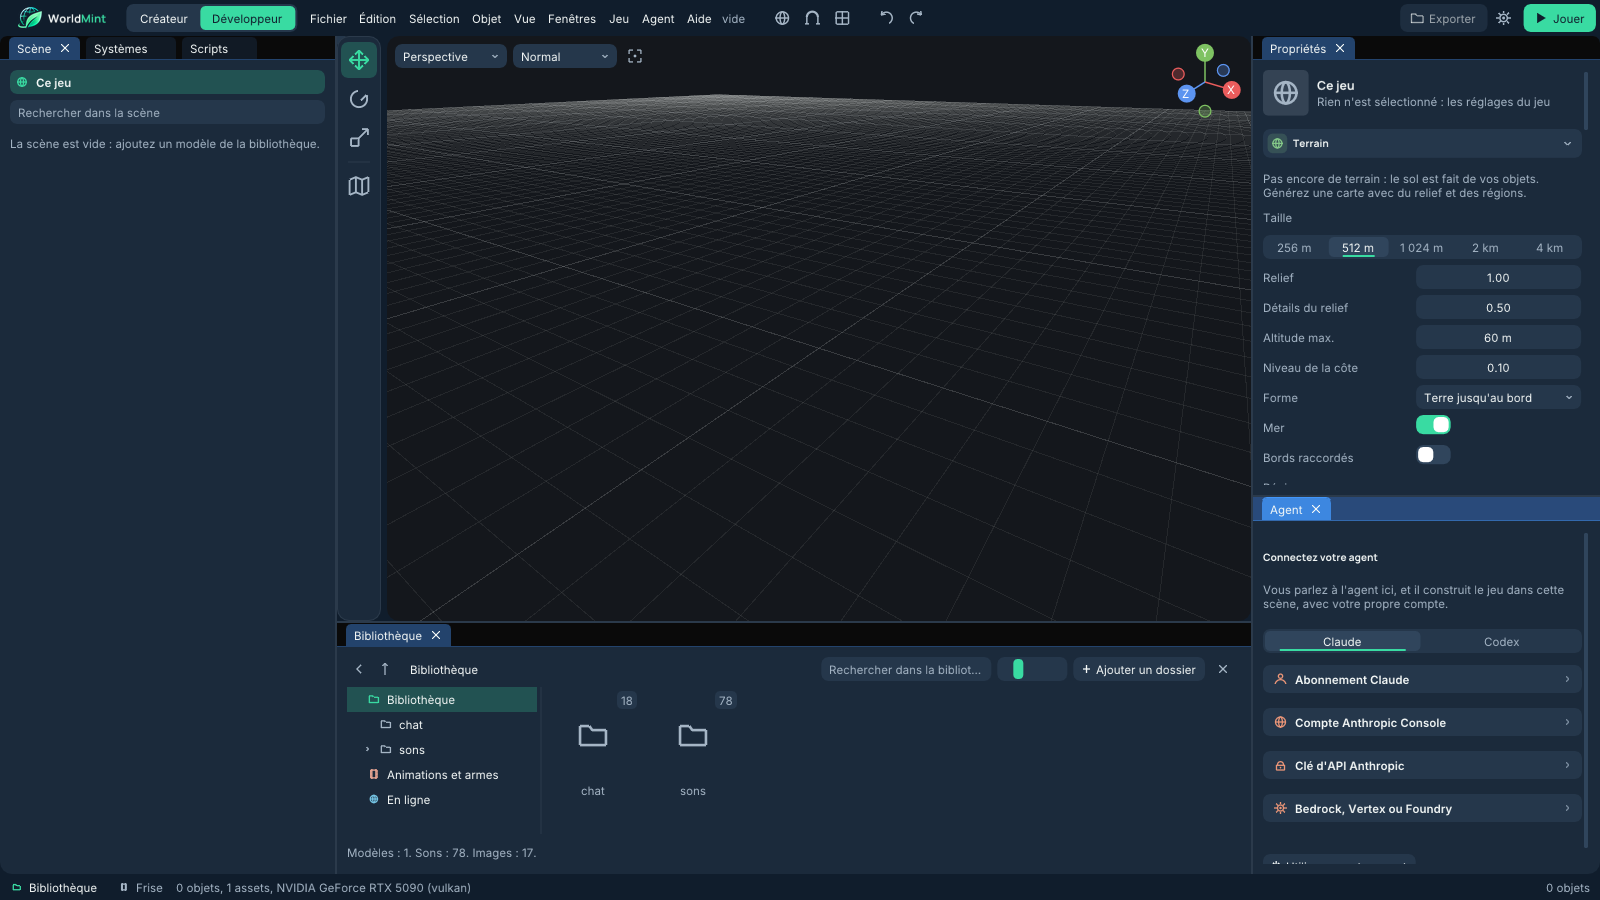 WorldMint
Créateur
Développeur
Fichier
Édition
Sélection
Objet
Vue
Fenêtres
Jeu
Agent
Aide
vide
Exporter
Jouer
Scène
Systèmes
Scripts
Ce jeu
Rechercher dans la scène
La scène est vide : ajoutez un modèle de la bibliothèque.
Perspective
Normal
Y
X
Z
Propriétés
Ce jeu
Rien n'est sélectionné : les réglages du jeu
Terrain
Pas encore de terrain : le sol est fait de vos objets.
Générez une carte avec du relief et des régions.
Taille
256 m
512 m
1 024 m
2 km
4 km
Relief
1.00
Détails du relief
0.50
Altitude max.
60 m
Niveau de la côte
0.10
Forme
Terre jusqu'au bord
Mer
Bords raccordés
Agent
Connectez votre agent
Vous parlez à l'agent ici, et il construit le jeu dans cette
scène, avec votre propre compte.
Claude
Codex
Abonnement Claude
Compte Anthropic Console
Clé d'API Anthropic
Bedrock, Vertex ou Foundry
Bibliothèque
Bibliothèque
Rechercher dans la bibliot...
+ Ajouter un dossier
Bibliothèque
chat
sons
Animations et armes
En ligne
18
chat
78
sons
Modèles : 1. Sons : 78. Images : 17.
Bibliothèque
Frise
0 objets, 1 assets, NVIDIA GeForce RTX 5090 (vulkan)
0 objets